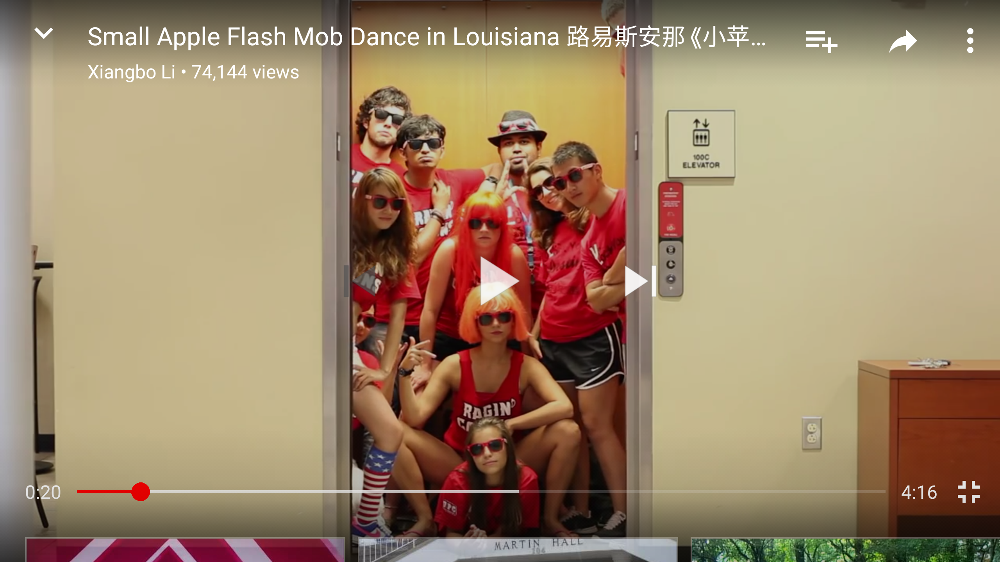 Small Apple Flash Mob Dance in Louisiana 路易斯安那《小苹...
Xiangbo Li • 74,144 views
100C
ELEVATOR
RAGIN'
0:20
4:16
MARTIN HALL
104